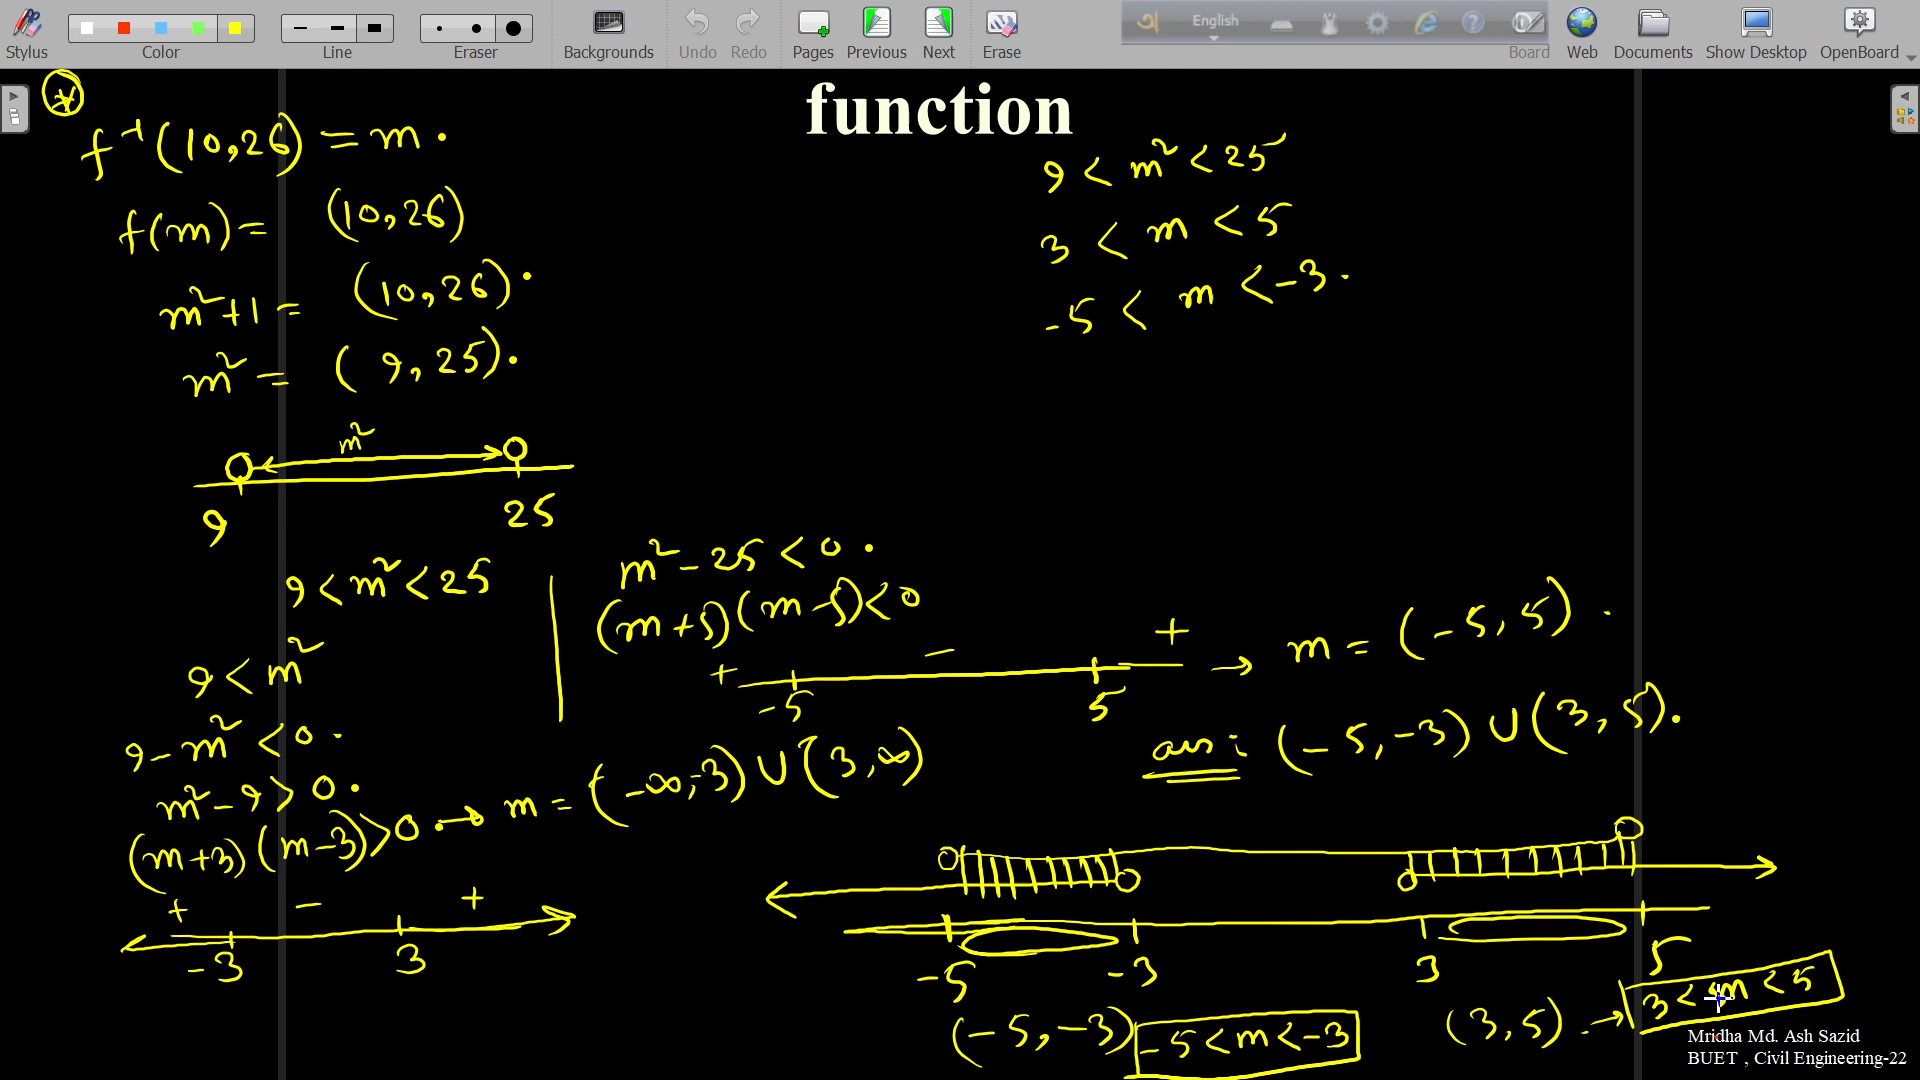 Stylus Color Line Eraser Backgrounds Undo Redo Pages Previous Next Erase English Board Web Documents Show Desktop OpenBoard
function
f⁻¹(10,26) = m.
f(m) = (10,26)
m²+1 = (10,26).
m² = (9,25).
m²
9 25
9 < m² < 25
9 < m²
9 - m² < 0.
m² - 9 > 0.
(m+3)(m-3) > 0. → m = (-∞,-3) ∪ (3,∞)
+ - +
-3 3
m² - 25 < 0.
(m+5)(m-5) < 0
+ - + → m = (-5,5).
-5 5
9 < m² < 25
3 < m < 5
-5 < m < -3.
ans: (-5,-3) ∪ (3,5).
-5 -3 3 5
(-5,-3) -5 < m < -3 (3,5). → 3 < m < 5
Mridha Md. Ash Sazid
BUET , Civil Engineering-22